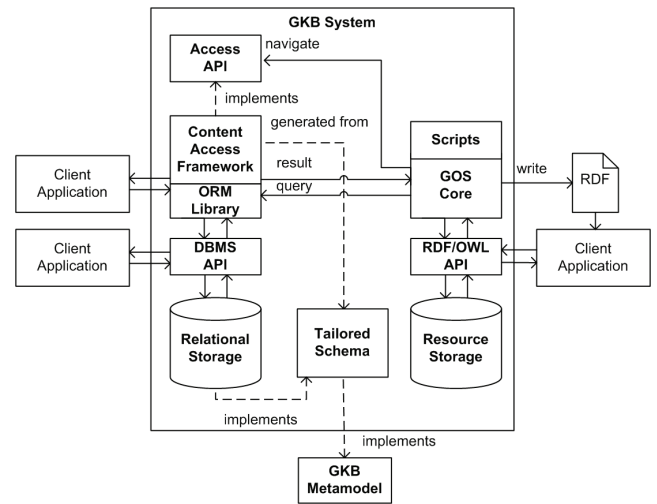 GKB System
Access
API
navigate
implements
Content
Access
Framework
generated from
Scripts
Client
Application
result
GOS
Core
write
RDF
ORM
Library
query
Client
Application
DBMS
API
RDF/OWL
API
Client
Application
Relational
Storage
Tailored
Schema
Resource
Storage
implements
implements
GKB
Metamodel